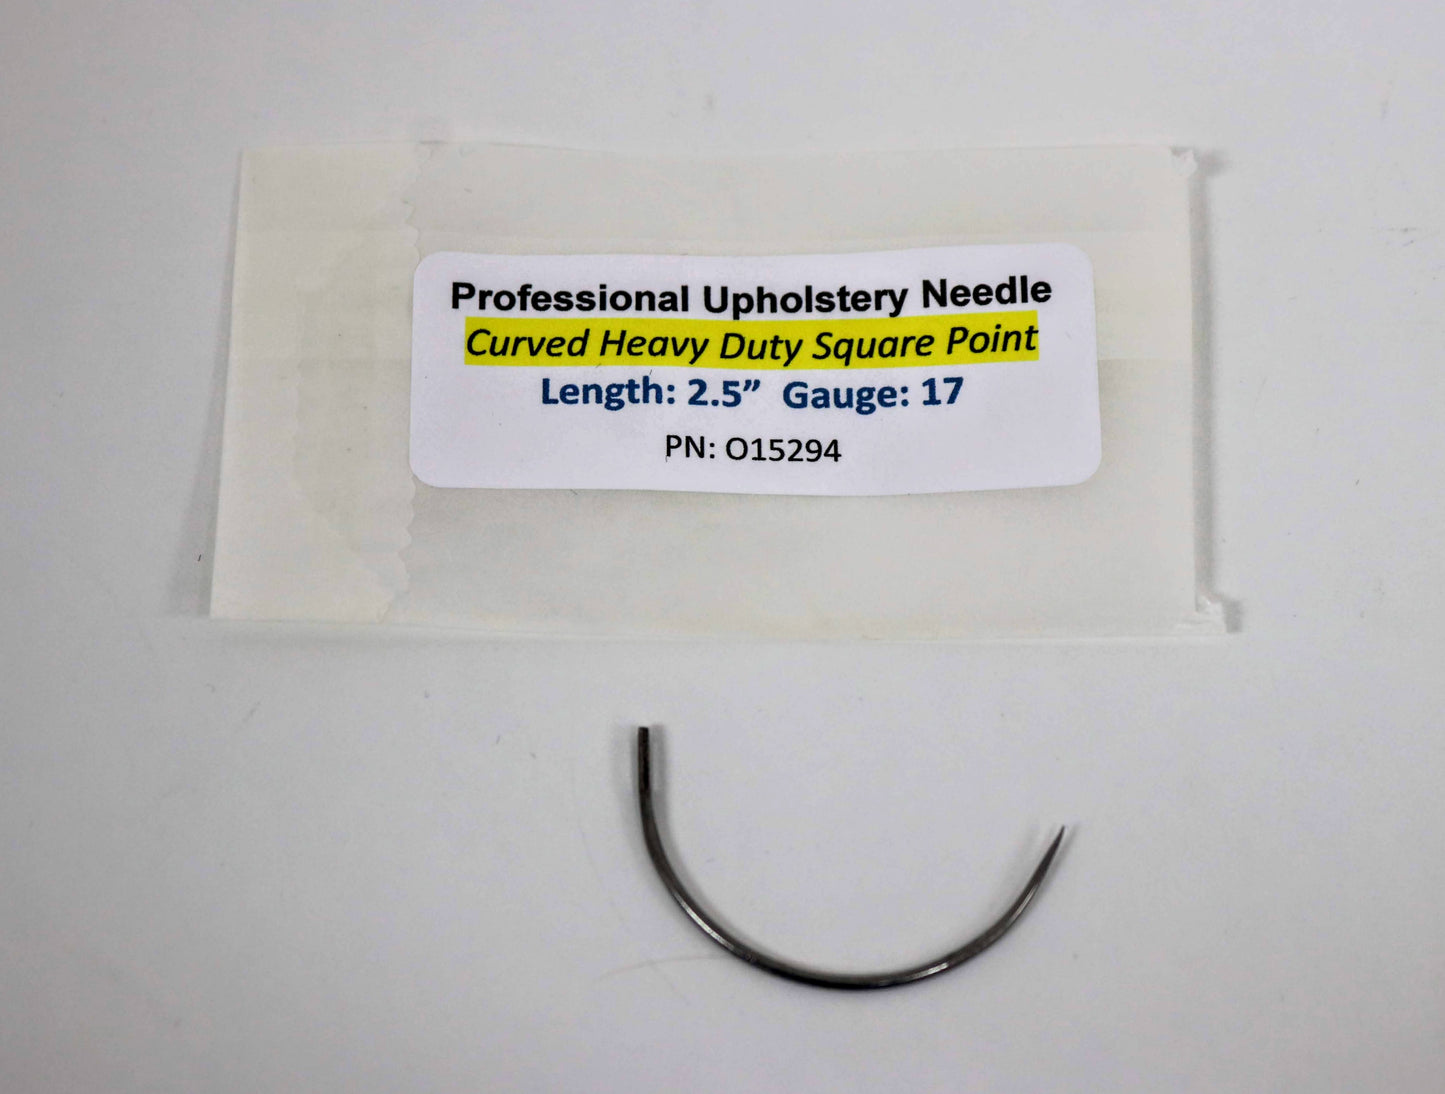 Professional Upholstery Needle
Curved Heavy Duty Square Point
Length: 2.5” Gauge: 17
PN: O15294